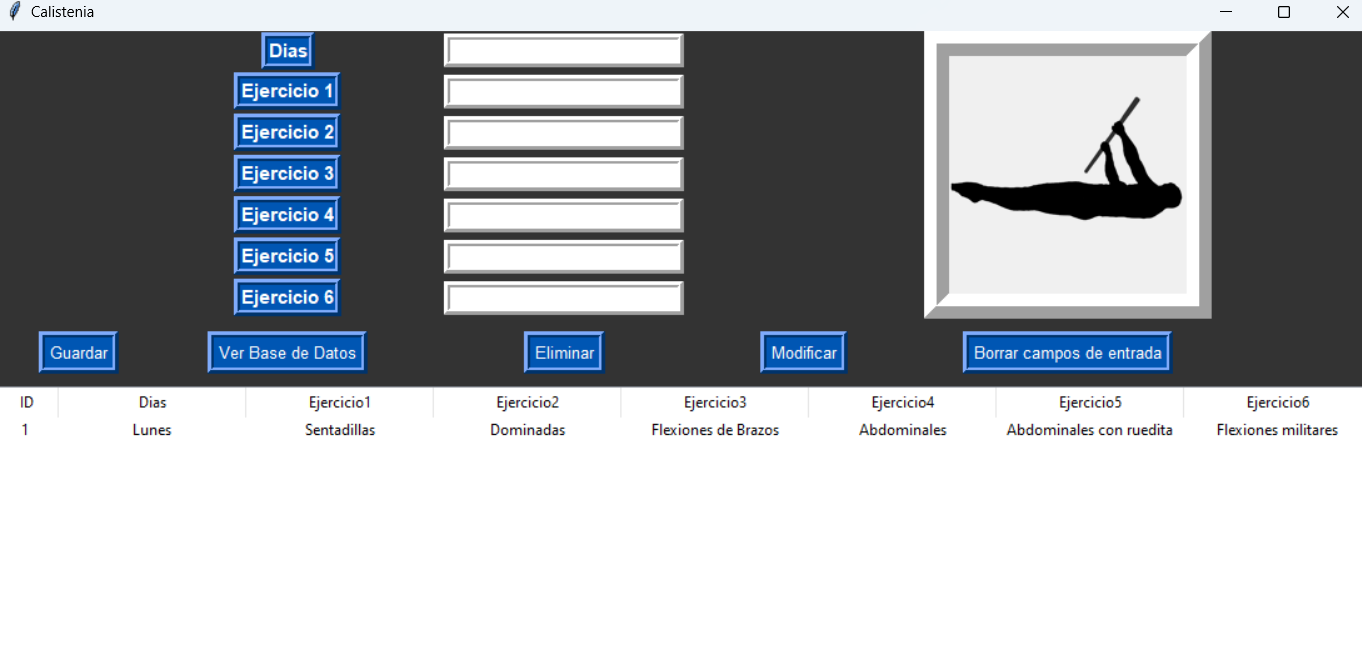 Calistenia
Dias
Ejercicio 1
Ejercicio 2
Ejercicio 3
Ejercicio 4
Ejercicio 5
Ejercicio 6
Guardar Ver Base de Datos Eliminar Modificar Borrar campos de entrada
ID Dias Ejercicio1 Ejercicio2 Ejercicio3 Ejercicio4 Ejercicio5 Ejercicio6
1 Lunes Sentadillas Dominadas Flexiones de Brazos Abdominales Abdominales con ruedita Flexiones militares